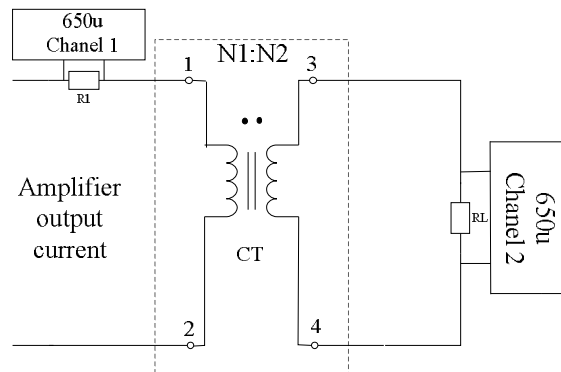 650u
Chanel 1
R1
N1:N2
1
3
Amplifier
output
current
CT
RL
650u
Chanel 2
2
4